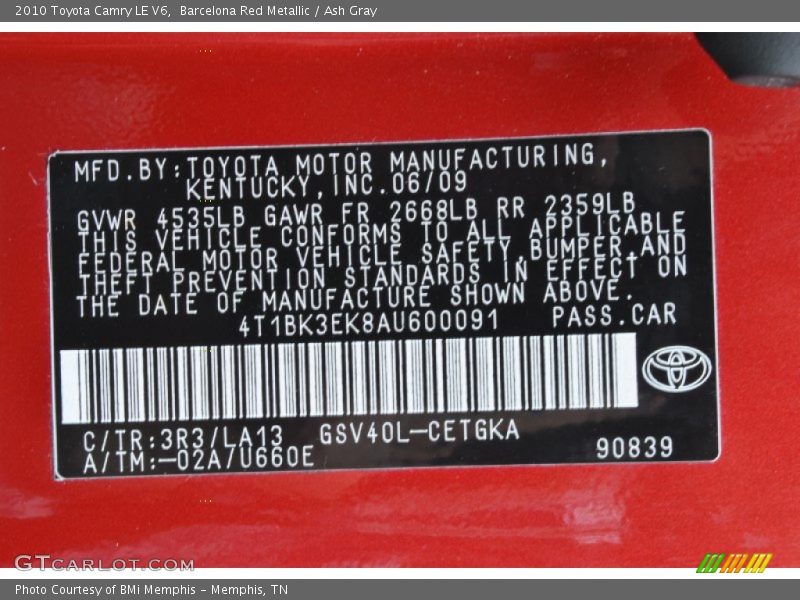 2010 Toyota Camry LE V6,  Barcelona Red Metallic / Ash Gray
MFD.BY:TOYOTA MOTOR MANUFACTURING,
KENTUCKY,INC.06/09
GVWR 4535LB GAWR FR 2668LB RR 2359LB
THIS VEHICLE CONFORMS TO ALL APPLICABLE
FEDERAL MOTOR VEHICLE SAFETY,BUMPER,AND
THEFT PREVENTION STANDARDS IN EFFECT ON
THE DATE OF MANUFACTURE SHOWN ABOVE.
4T1BK3EK8AU600091 PASS.CAR
C/TR:3R3/LA13 GSV40L-CETGKA
A/TM:-02A/U660E 90839
GTCARLOT.COM
Photo Courtesy of BMi Memphis - Memphis, TN